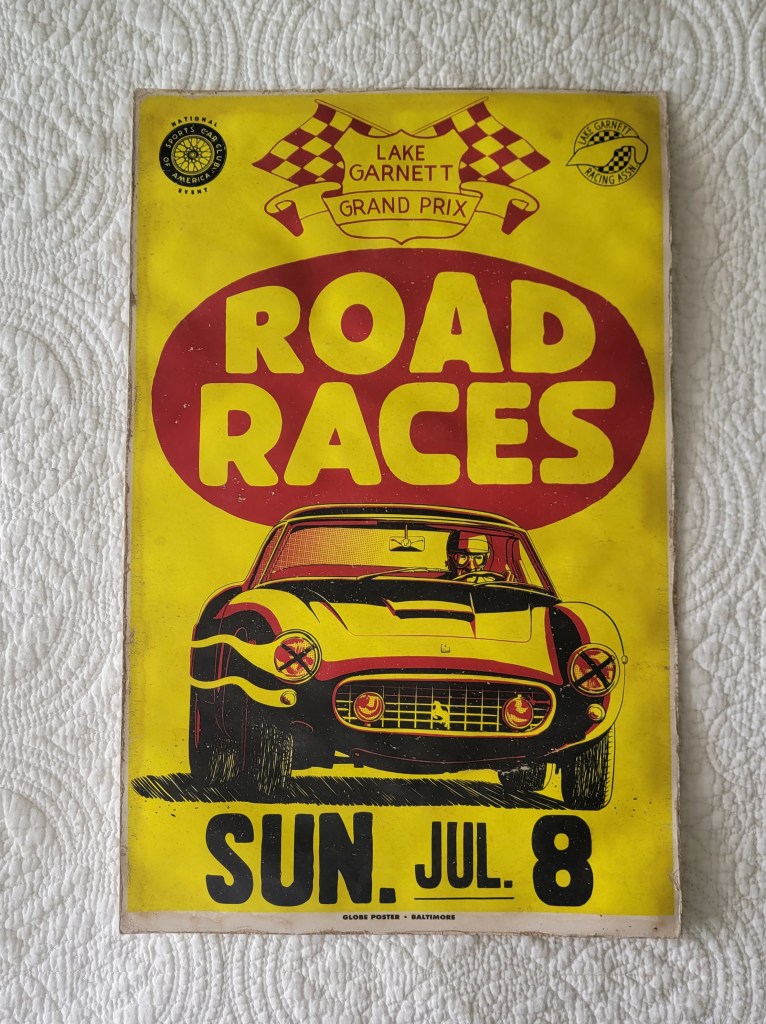 NATIONAL
SPORTS CAR CLUB
OF AMERICA
EVENT
LAKE
GARNETT
GRAND PRIX
LAKE GARNETT
RACING ASSN.
ROAD
RACES
SUN. JUL. 8
GLOBE POSTER • BALTIMORE